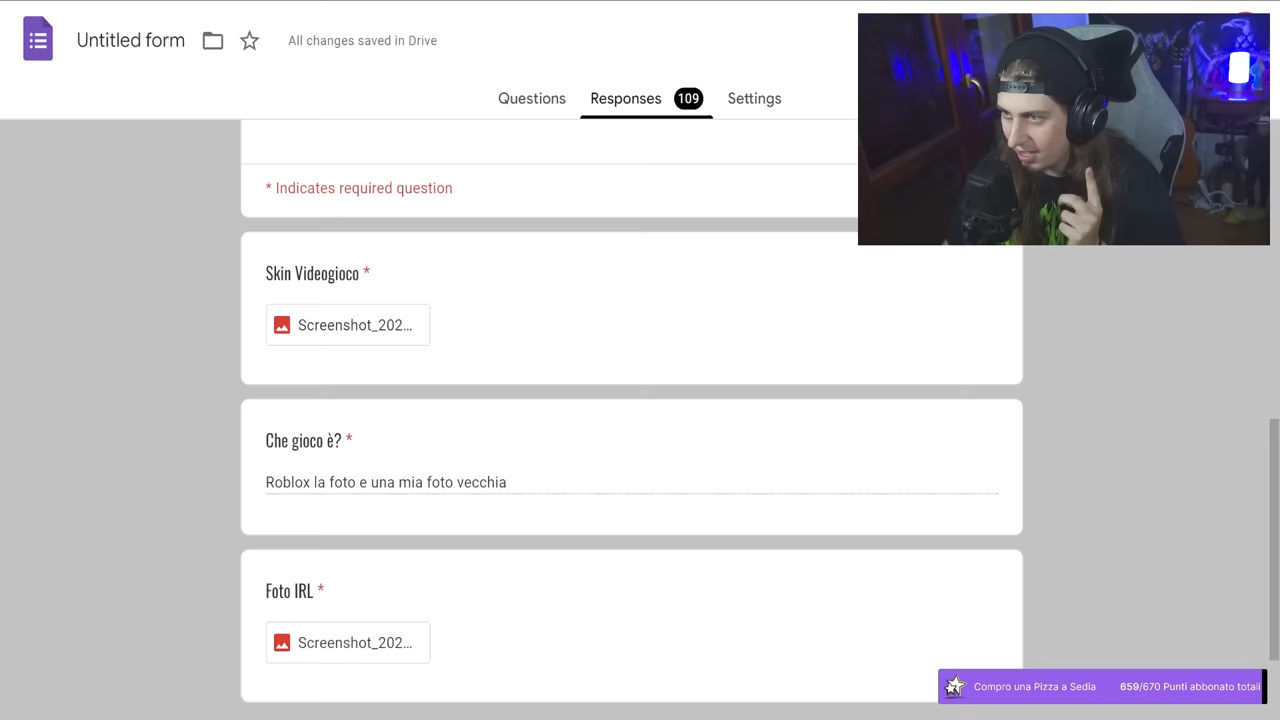 Untitled form
All changes saved in Drive
Questions
Responses 109
Settings
* Indicates required question
Skin Videogioco *
Screenshot_202...
Che gioco è? *
Roblox la foto e una mia foto vecchia
Foto IRL *
Screenshot_202...
Compro una Pizza a Sedia 659/670 Punti abbonato totali